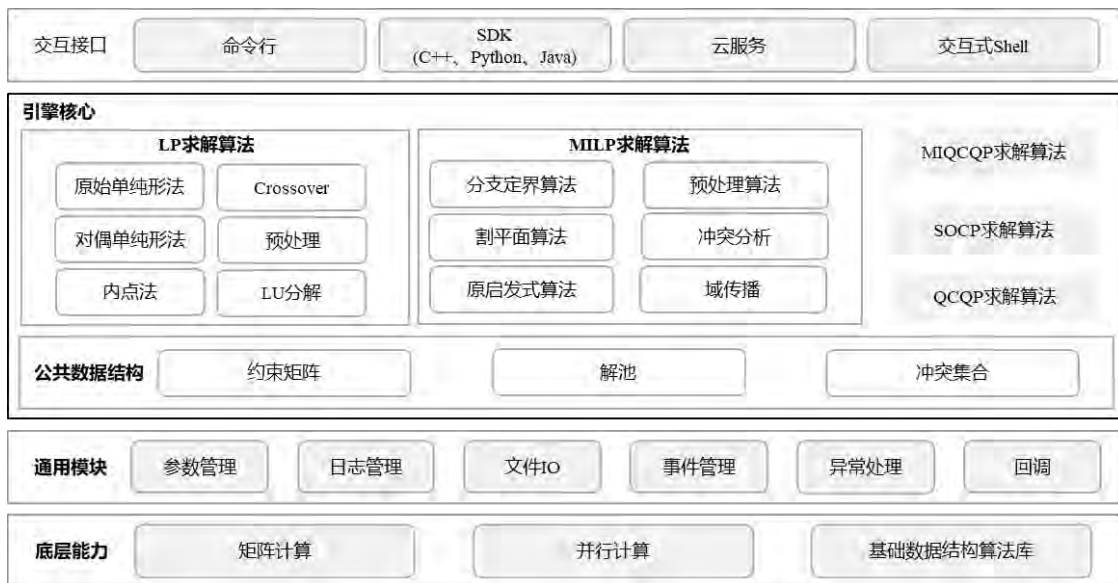 交互接口
命令行
SDK
(C++、Python、Java)
云服务
交互式Shell
引擎核心
LP求解算法
原始单纯形法
Crossover
对偶单纯形法
预处理
内点法
LU分解
MILP求解算法
分支定界算法
预处理算法
割平面算法
冲突分析
原启发式算法
域传播
MIQCQP求解算法
SOCP求解算法
QCQP求解算法
公共数据结构
约束矩阵
解池
冲突集合
通用模块
参数管理
日志管理
文件IO
事件管理
异常处理
回调
底层能力
矩阵计算
并行计算
基础数据结构算法库